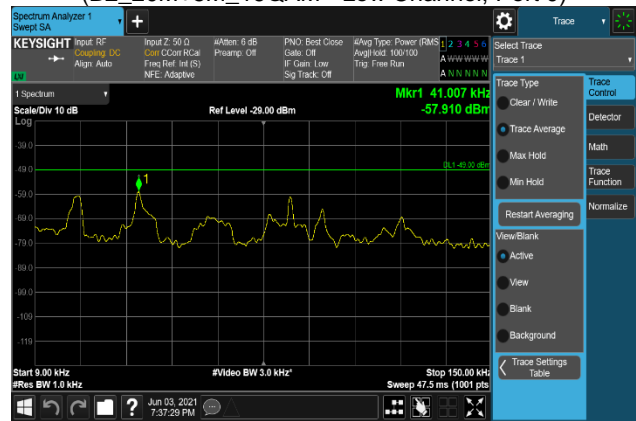 (BL_20M+5M_16QAM - Low Channel, Port 3)
Spectrum Analyzer 1
Swept SA
Trace
KEYSIGHT
Input: RF
Coupling: DC
Align: Auto
Input Z: 50 Ω
Corr CCorr RCal
Freq Ref: Int (S)
NFE: Adaptive
#Atten: 6 dB
Preamp: Off
PNO: Best Close
Gate: Off
IF Gain: Low
Sig Track: Off
#Avg Type: Power (RMS
Avg|Hold: 100/100
Trig: Free Run
1 2 3 4 5 6
A W W W W W
A N N N N N
LW
Select Trace
Trace 1
1 Spectrum
Mkr1 41.007 kHz
Scale/Div 10 dB
Ref Level -29.00 dBm
-57.910 dBm
Log
DL1 -49.00 dBm
1
-39.0
-49.0
-59.0
-69.0
-79.0
-89.0
-99.0
-109
-119
Start 9.00 kHz
#Video BW 3.0 kHz*
Stop 150.00 kHz
#Res BW 1.0 kHz
Sweep 47.5 ms (1001 pts
Trace Type
Clear / Write
Trace Average
Max Hold
Min Hold
Restart Averaging
View/Blank
Active
View
Blank
Background
Trace Settings
Table
Trace
Control
Detector
Math
Trace
Function
Normalize
Jun 03, 2021
7:37:29 PM